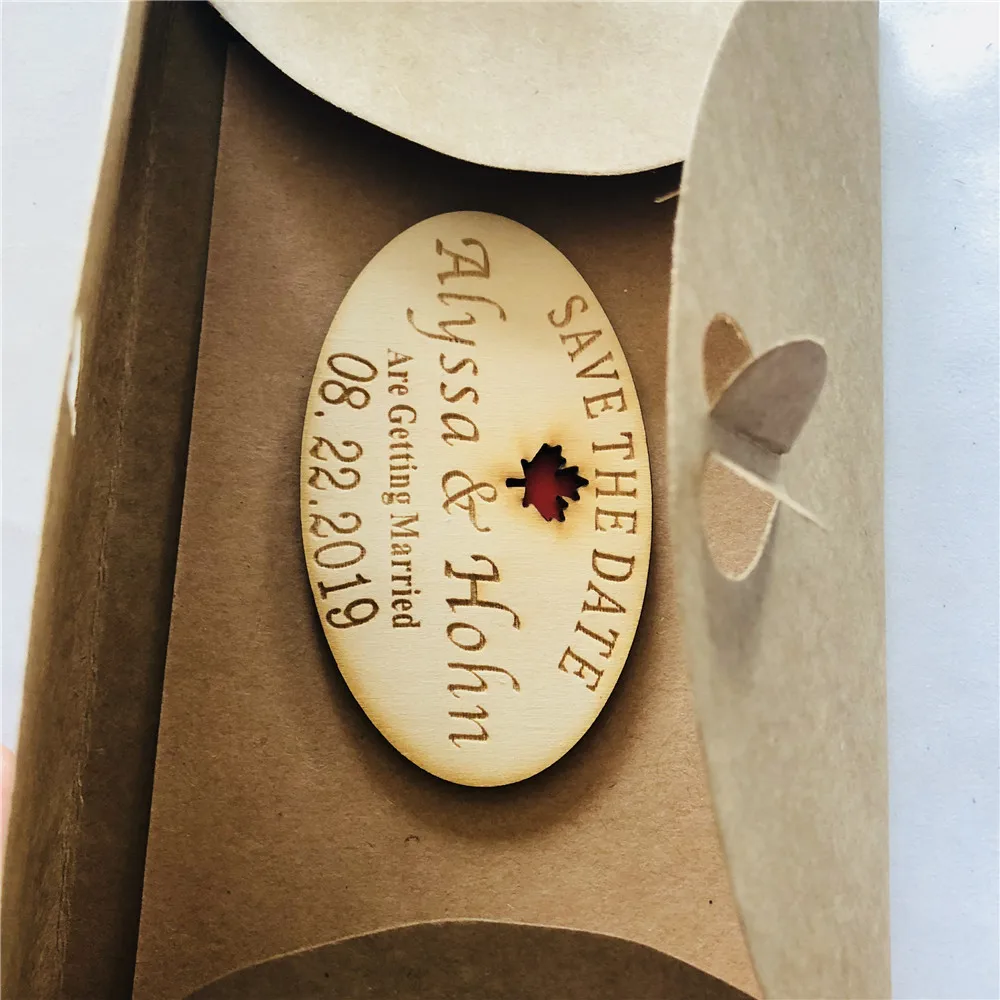 SAVE THE DATE
Alyssa & Hohn
Are Getting Married
08. 22.2019